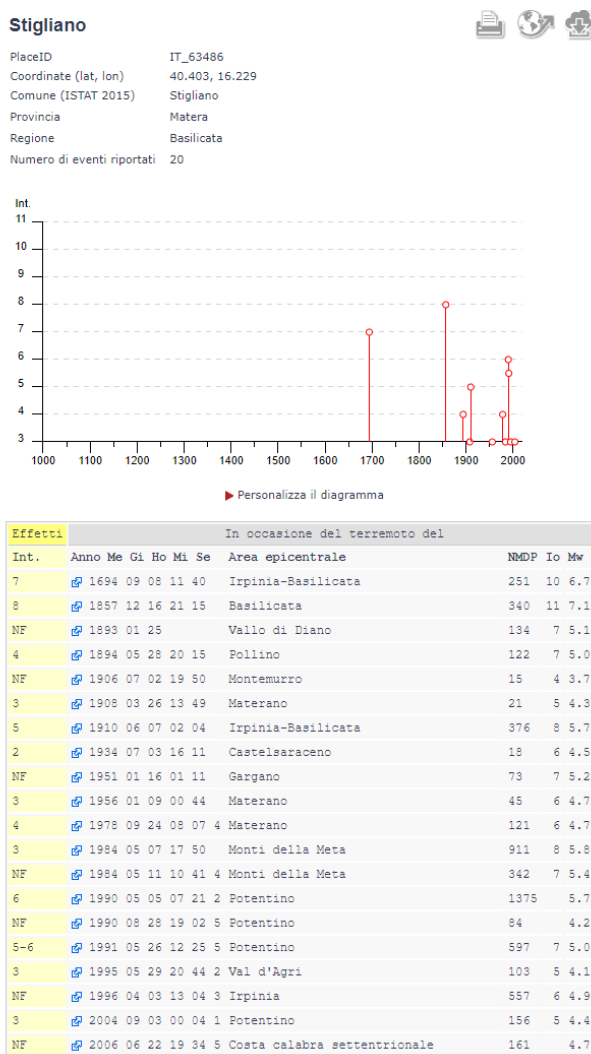 Stigliano
PlaceID IT_63486
Coordinate (lat, lon) 40.403, 16.229
Comune (ISTAT 2015) Stigliano
Provincia Matera
Regione Basilicata
Numero di eventi riportati 20
Int.
11
10
9
8
7
6
5
4
3
1000 1100 1200 1300 1400 1500 1600 1700 1800 1900 2000
Personalizza il diagramma
Effetti In occasione del terremoto del
Int. Anno Me Gi Ho Mi Se Area epicentrale NMDP Io Mw
7 1694 09 08 11 40 Irpinia-Basilicata 251 10 6.7
8 1857 12 16 21 15 Basilicata 340 11 7.1
NF 1893 01 25 Vallo di Diano 134 7 5.1
4 1894 05 28 20 15 Pollino 122 7 5.0
NF 1906 07 02 19 50 Montemurro 15 4 3.7
3 1908 03 26 13 49 Materano 21 5 4.3
5 1910 06 07 02 04 Irpinia-Basilicata 376 8 5.7
2 1934 07 03 16 11 Castelsaraceno 18 6 4.5
NF 1951 01 16 01 11 Gargano 73 7 5.2
3 1956 01 09 00 44 Materano 45 6 4.7
4 1978 09 24 08 07 4 Materano 121 6 4.7
3 1984 05 07 17 50 Monti della Meta 911 8 5.8
NF 1984 05 11 10 41 4 Monti della Meta 342 7 5.4
6 1990 05 05 07 21 2 Potentino 1375 5.7
NF 1990 08 28 19 02 5 Potentino 84 4.2
5-6 1991 05 26 12 25 5 Potentino 597 7 5.0
3 1995 05 29 20 44 2 Val d'Agri 103 5 4.1
NF 1996 04 03 13 04 3 Irpinia 557 6 4.9
3 2004 09 03 00 04 1 Potentino 156 5 4.4
NF 2006 06 22 19 34 5 Costa calabra settentrionale 161 4.7